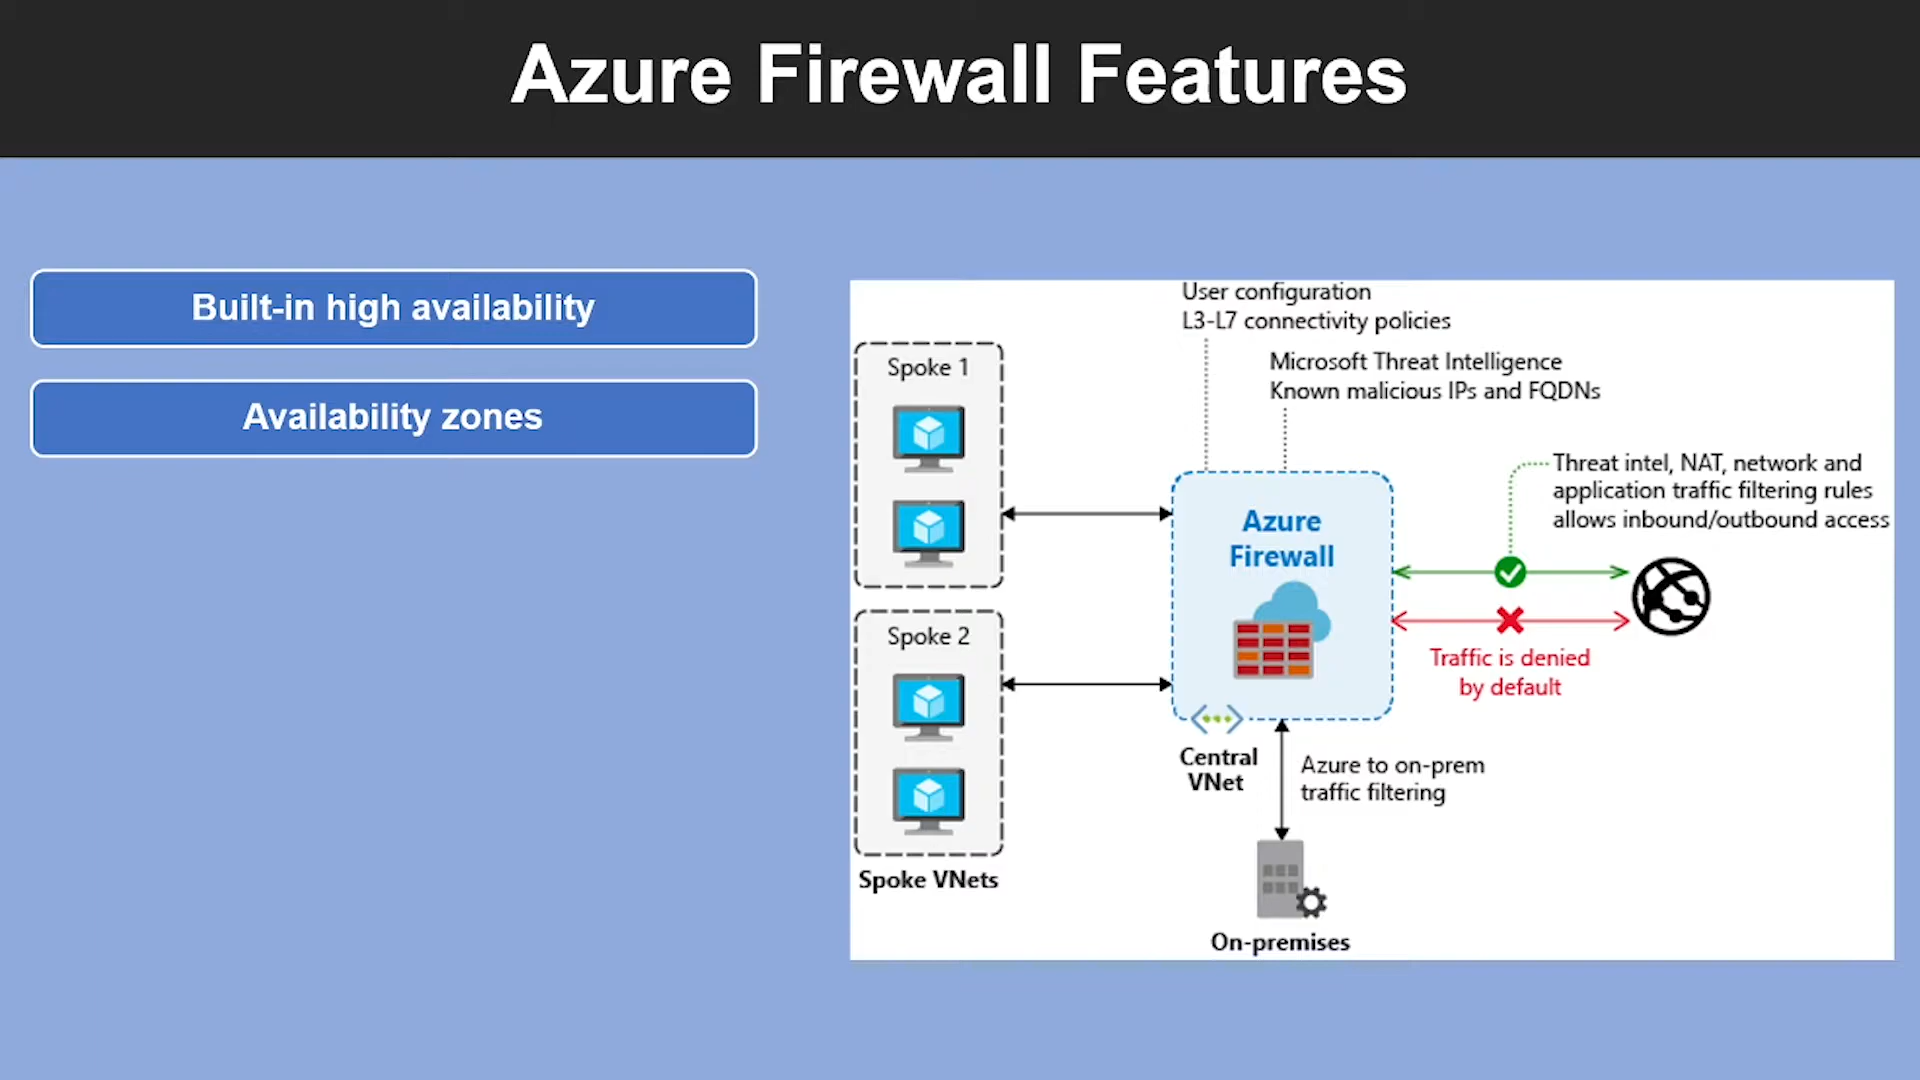 Azure Firewall Features
Built-in high availability
Availability zones
User configuration
L3-L7 connectivity policies
Microsoft Threat Intelligence
Known malicious IPs and FQDNs
Spoke 1
Threat intel, NAT, network and
application traffic filtering rules
allows inbound/outbound access
Azure
Firewall
Spoke 2
Traffic is denied
by default
Central
VNet
Azure to on-prem
traffic filtering
Spoke VNets
On-premises